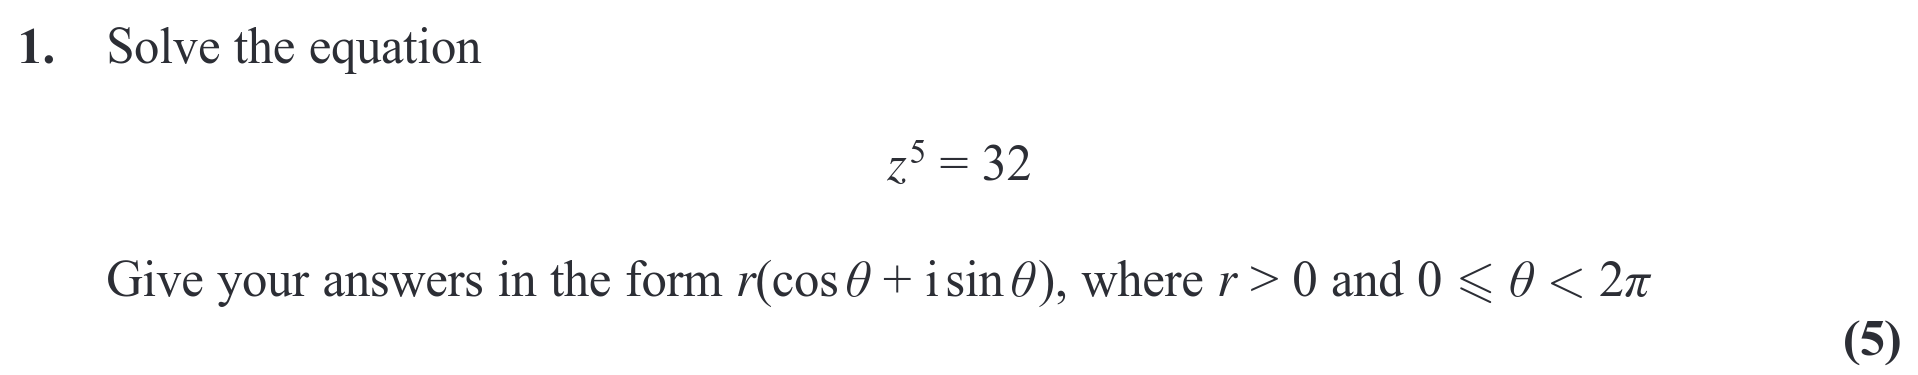 1. Solve the equation
z⁵ = 32
Give your answers in the form r(cos θ + i sin θ), where r > 0 and 0 ⩽ θ < 2π
(5)